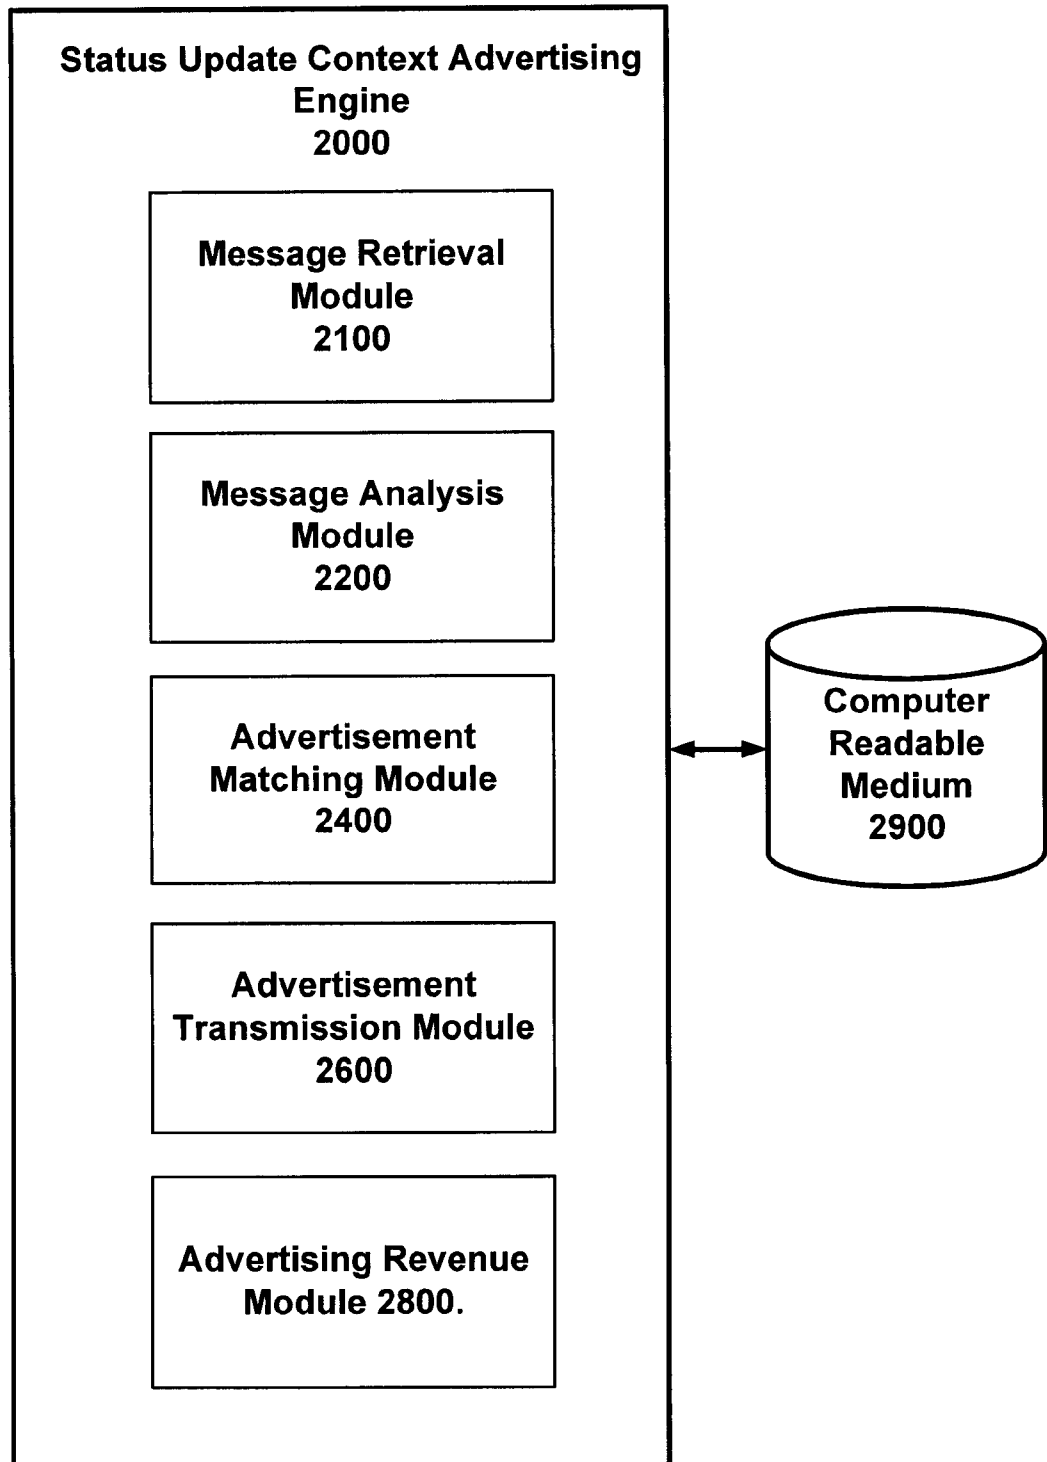 Status Update Context Advertising
Engine
2000
Message Retrieval
Module
2100
Message Analysis
Module
2200
Advertisement
Matching Module
2400
Advertisement
Transmission Module
2600
Advertising Revenue
Module 2800.
Computer
Readable
Medium
2900